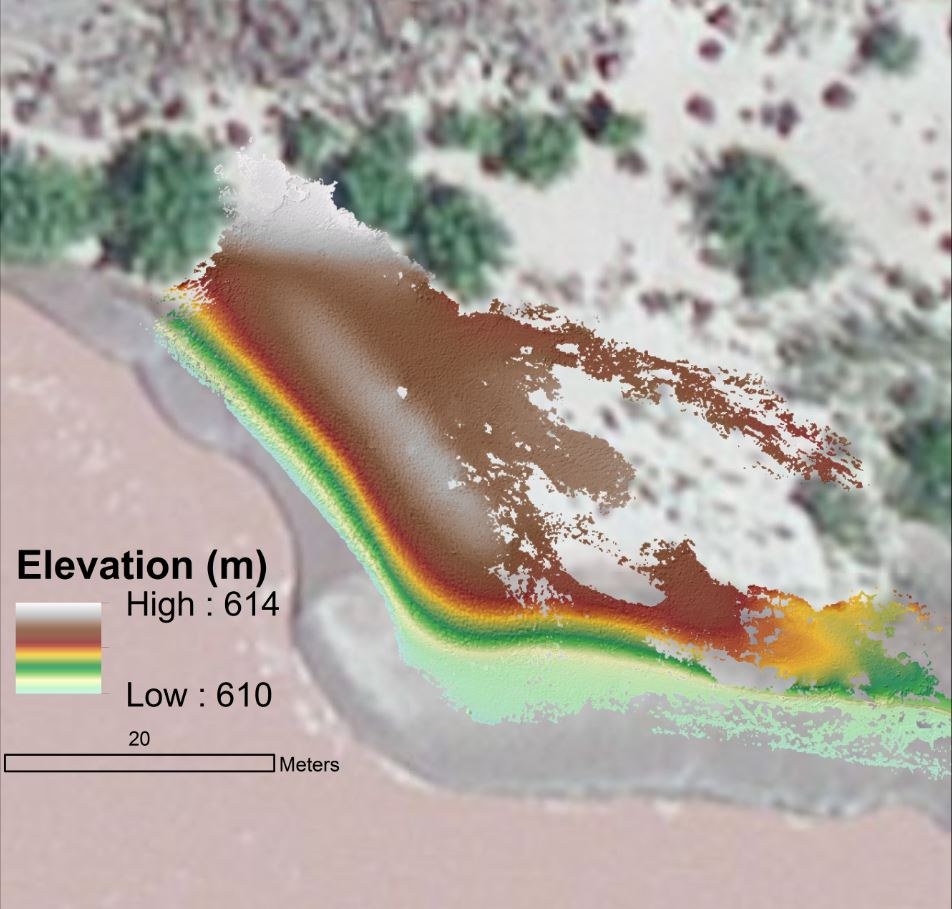 Elevation (m)
High : 614
Low : 610
20
Meters